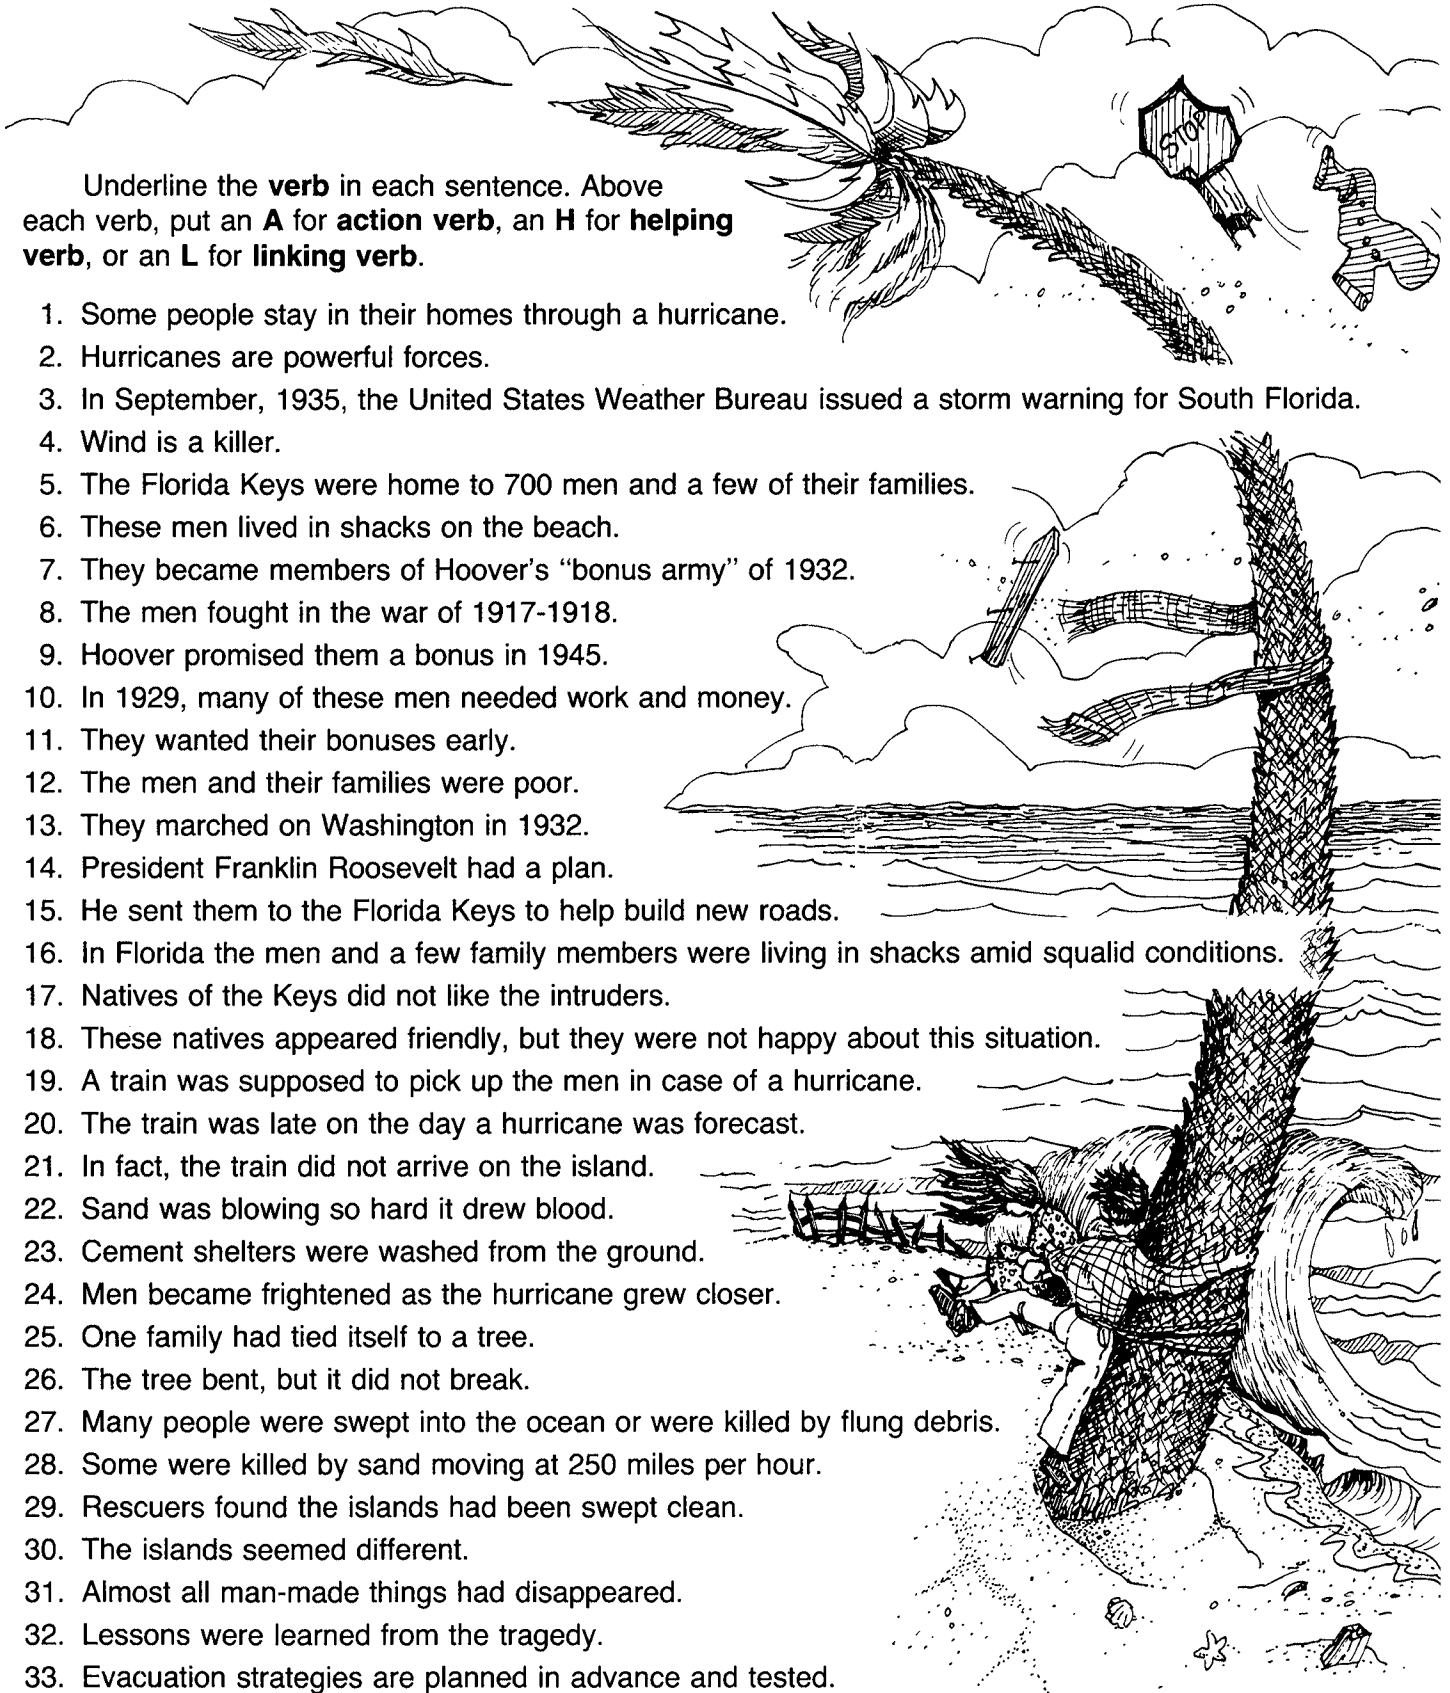 STOP
Underline the verb in each sentence. Above
each verb, put an A for action verb, an H for helping
verb, or an L for linking verb.
1. Some people stay in their homes through a hurricane.
2. Hurricanes are powerful forces.
3. In September, 1935, the United States Weather Bureau issued a storm warning for South Florida.
4. Wind is a killer.
5. The Florida Keys were home to 700 men and a few of their families.
6. These men lived in shacks on the beach.
7. They became members of Hoover's "bonus army" of 1932.
8. The men fought in the war of 1917-1918.
9. Hoover promised them a bonus in 1945.
10. In 1929, many of these men needed work and money.
11. They wanted their bonuses early.
12. The men and their families were poor.
13. They marched on Washington in 1932.
14. President Franklin Roosevelt had a plan.
15. He sent them to the Florida Keys to help build new roads.
16. In Florida the men and a few family members were living in shacks amid squalid conditions.
17. Natives of the Keys did not like the intruders.
18. These natives appeared friendly, but they were not happy about this situation.
19. A train was supposed to pick up the men in case of a hurricane.
20. The train was late on the day a hurricane was forecast.
21. In fact, the train did not arrive on the island.
22. Sand was blowing so hard it drew blood.
23. Cement shelters were washed from the ground.
24. Men became frightened as the hurricane grew closer.
25. One family had tied itself to a tree.
26. The tree bent, but it did not break.
27. Many people were swept into the ocean or were killed by flung debris.
28. Some were killed by sand moving at 250 miles per hour.
29. Rescuers found the islands had been swept clean.
30. The islands seemed different.
31. Almost all man-made things had disappeared.
32. Lessons were learned from the tragedy.
33. Evacuation strategies are planned in advance and tested.